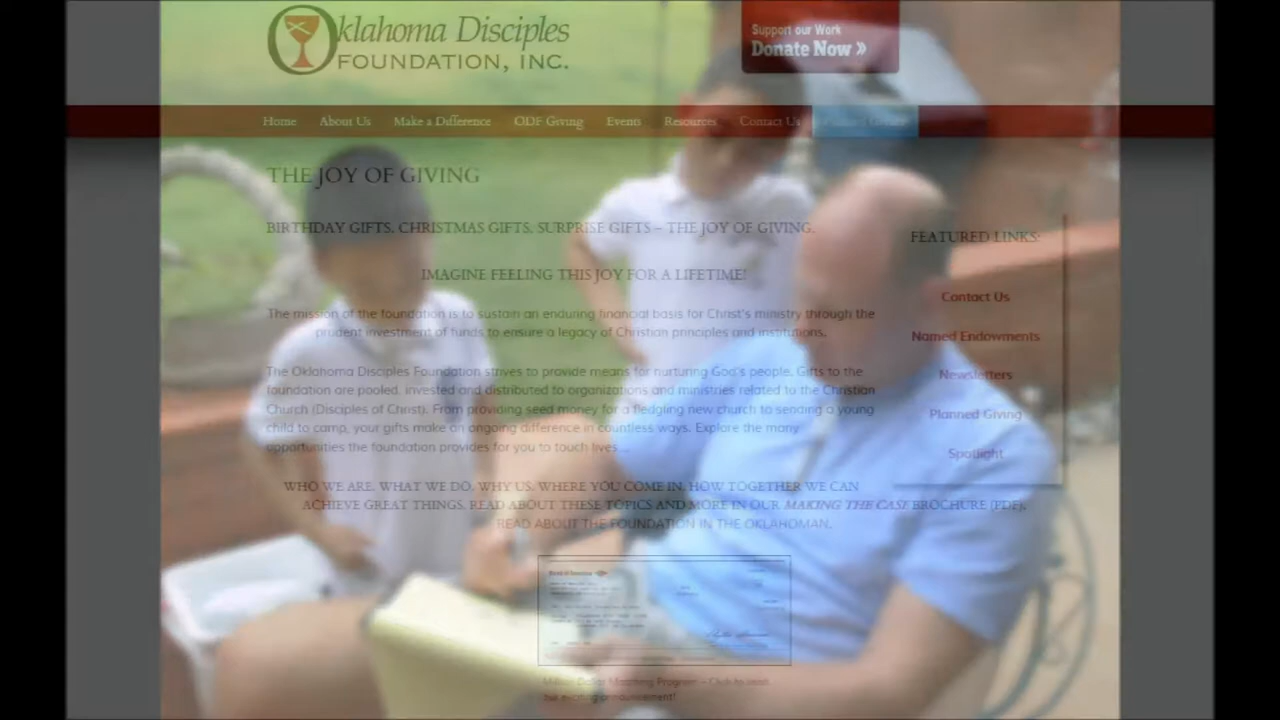 Oklahoma Disciples
FOUNDATION, INC.
Support our Work
Donate Now »
Home About Us Make a Difference ODF Giving Events Resources Contact Us
THE JOY OF GIVING
BIRTHDAY GIFTS. CHRISTMAS GIFTS. SURPRISE GIFTS – THE JOY OF GIVING.
IMAGINE FEELING THIS JOY FOR A LIFETIME!
The mission of the foundation is to sustain an enduring financial basis for Christ's ministry through the
prudent investment of funds to ensure a legacy of Christian principles and institutions.
The Oklahoma Disciples Foundation strives to provide means for nurturing God's people. Gifts to the
foundation are pooled, invested and distributed to organizations and ministries related to the Christian
Church (Disciples of Christ). From providing seed money for a fledgling new church to sending a young
child to camp, your gifts make an ongoing difference in countless ways. Explore the many
opportunities the foundation provides for you to touch lives...
WHO WE ARE. WHAT WE DO. WHY US. WHERE YOU COME IN. HOW TOGETHER WE CAN
ACHIEVE GREAT THINGS. READ ABOUT THESE TOPICS AND MORE IN OUR MAKING THE CASE BROCHURE (PDF).
READ ABOUT THE FOUNDATION IN THE OKLAHOMAN.
Matching Program – Click to read
our exciting announcement!
FEATURED LINKS:
Contact Us
Named Endowments
Newsletters
Planned Giving
Spotlight